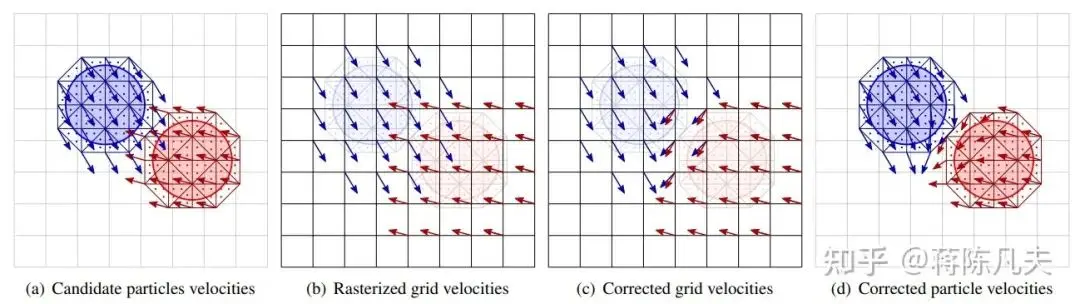 知乎 @蒋陈凡夫
(a) Candidate particles velocities
(b) Rasterized grid velocities
(c) Corrected grid velocities
(d) Corrected particle velocities